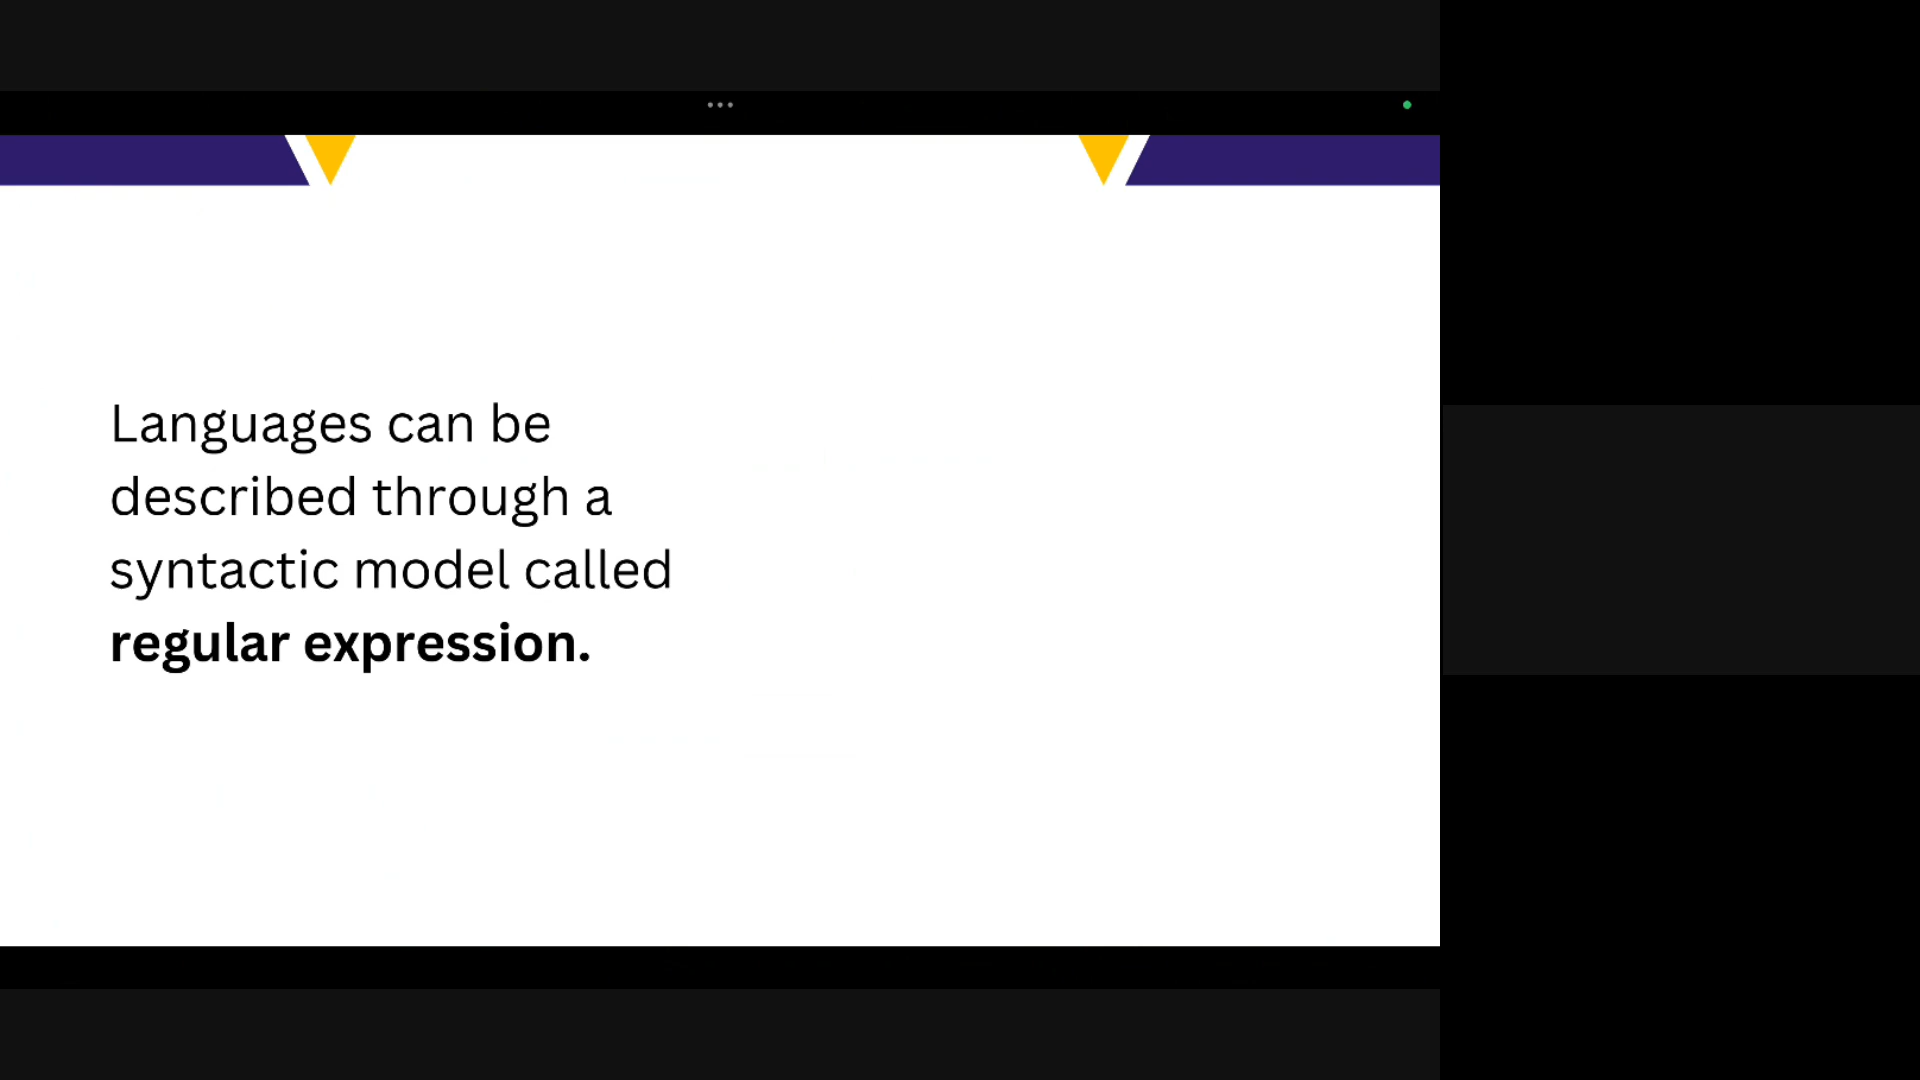 Languages can be
described through a
syntactic model called
regular expression.